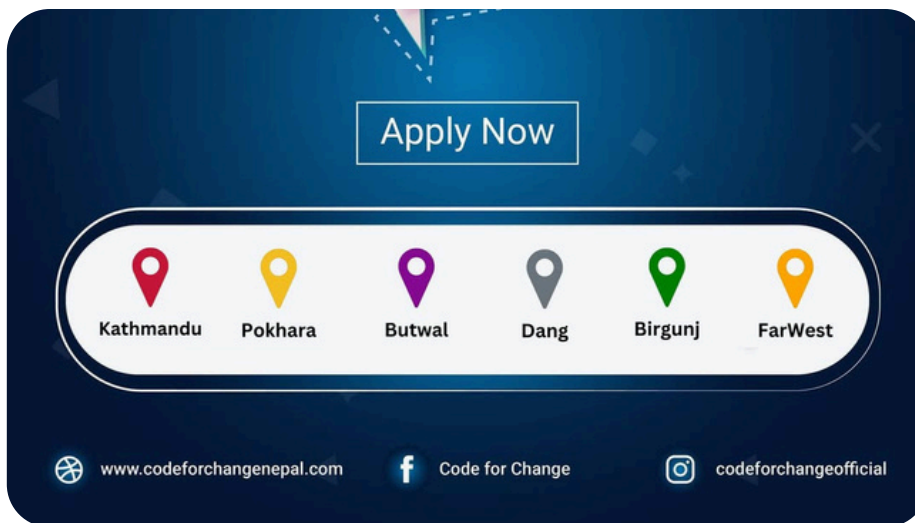 Apply Now
Kathmandu Pokhara Butwal Dang Birgunj FarWest
www.codeforchangenepal.com Code for Change codeforchangeofficial